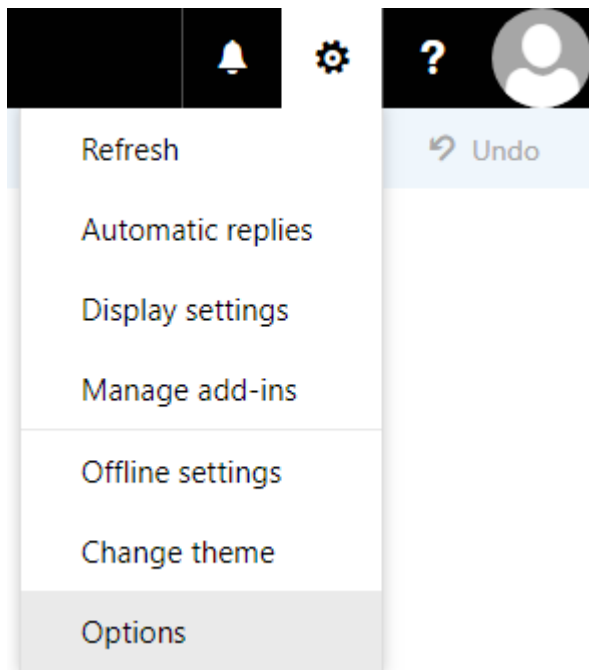 ?
Refresh
Undo
Automatic replies
Display settings
Manage add-ins
Offline settings
Change theme
Options